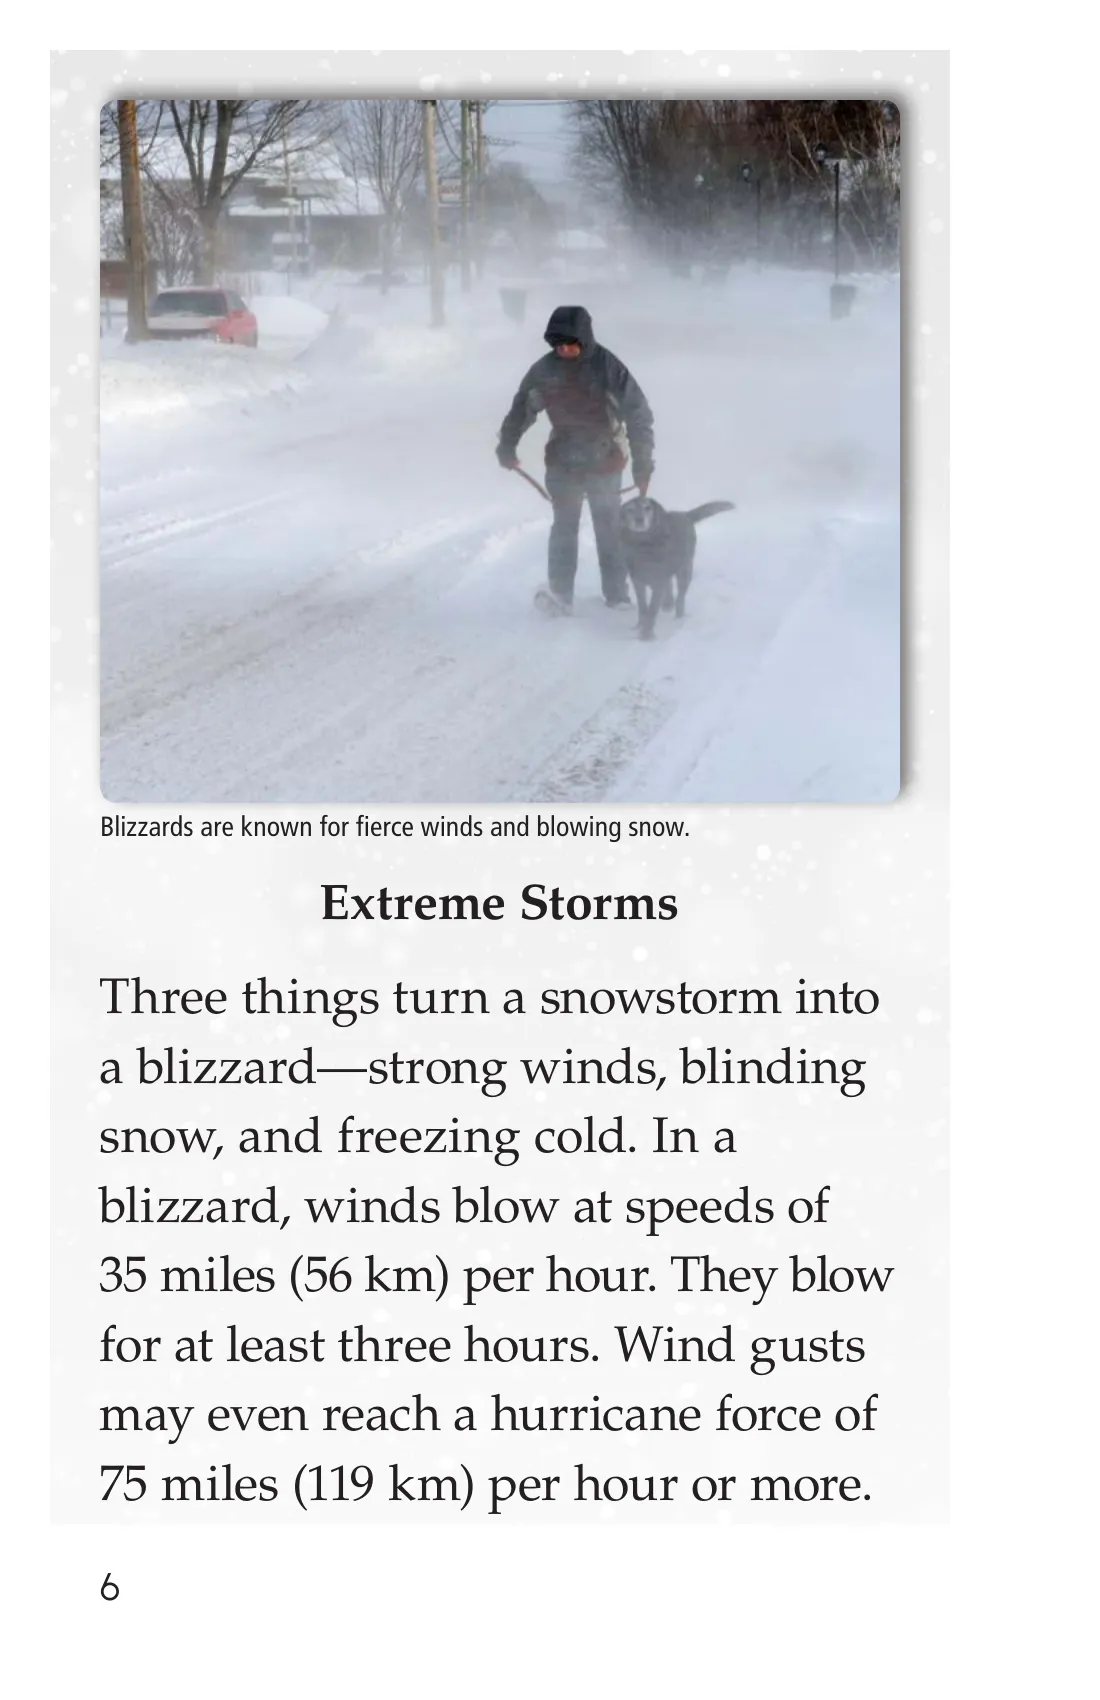 Blizzards are known for fierce winds and blowing snow.
Extreme Storms
Three things turn a snowstorm into
a blizzard—strong winds, blinding
snow, and freezing cold. In a
blizzard, winds blow at speeds of
35 miles (56 km) per hour. They blow
for at least three hours. Wind gusts
may even reach a hurricane force of
75 miles (119 km) per hour or more.
6